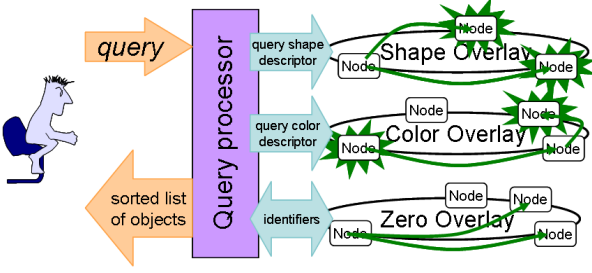 query
Query processor
query shape
descriptor
Node
Shape Overlay
Node
Node
query color
descriptor
Node
Node
Color Overlay
Node
Node
sorted list
of objects
identifiers
Node
Node
Zero Overlay
Node
Node